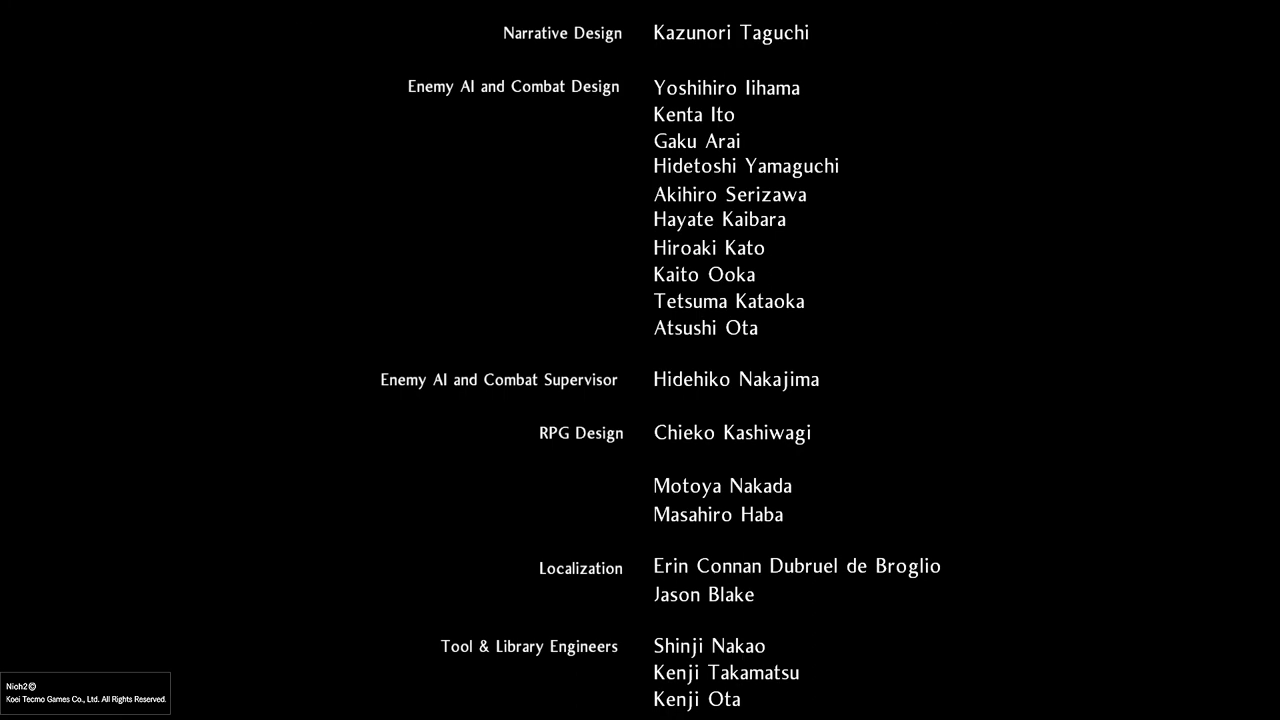 Narrative Design Kazunori Taguchi
Enemy AI and Combat Design Yoshihiro Iihama
Kenta Ito
Gaku Arai
Hidetoshi Yamaguchi
Akihiro Serizawa
Hayate Kaibara
Hiroaki Kato
Kaito Ooka
Tetsuma Kataoka
Atsushi Ota
Enemy AI and Combat Supervisor Hidehiko Nakajima
RPG Design Chieko Kashiwagi
Motoya Nakada
Masahiro Haba
Localization Erin Connan Dubruel de Broglio
Jason Blake
Tool & Library Engineers Shinji Nakao
Kenji Takamatsu
Kenji Ota
Nioh2©
Koei Tecmo Games Co., Ltd. All Rights Reserved.